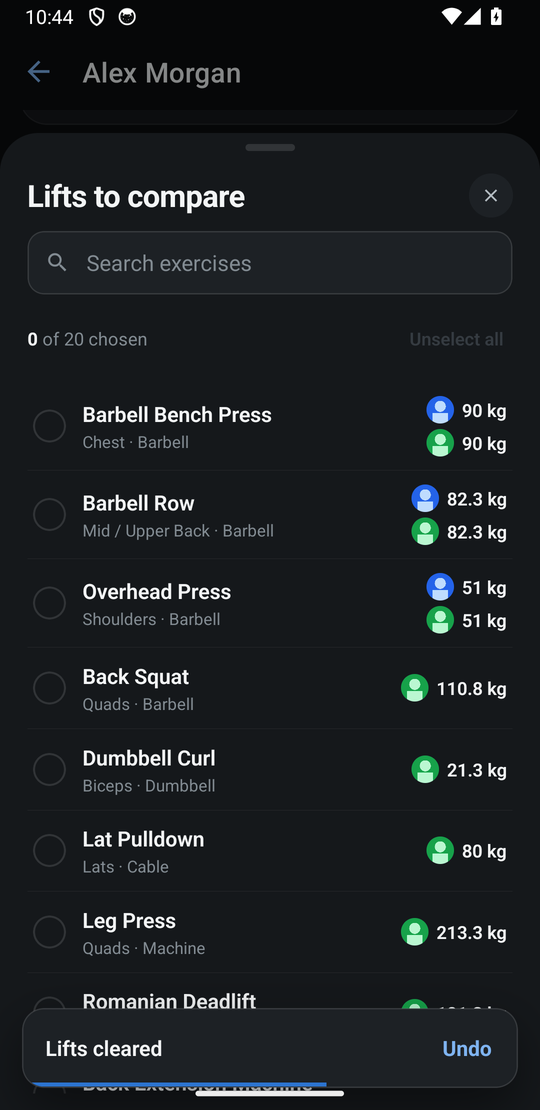 10:44
Alex Morgan
Lifts to compare
Search exercises
0 of 20 chosen
Unselect all
Barbell Bench Press
90 kg
Chest · Barbell
90 kg
Barbell Row
82.3 kg
Mid / Upper Back · Barbell
82.3 kg
Overhead Press
51 kg
Shoulders · Barbell
51 kg
Back Squat
110.8 kg
Quads · Barbell
Dumbbell Curl
21.3 kg
Biceps · Dumbbell
Lat Pulldown
80 kg
Lats · Cable
Leg Press
213.3 kg
Quads · Machine
Romanian Deadlift
Lifts cleared
Undo
Back Extension Machine